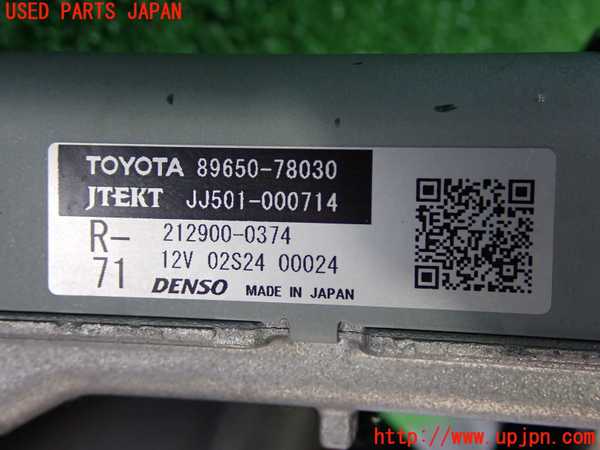 USED PARTS JAPAN
TOYOTA 89650-78030
JTEKT JJ501-000714
R-71
212900-0374
12V 02S24 00024
DENSO MADE IN JAPAN
http://www.upjpn.com/